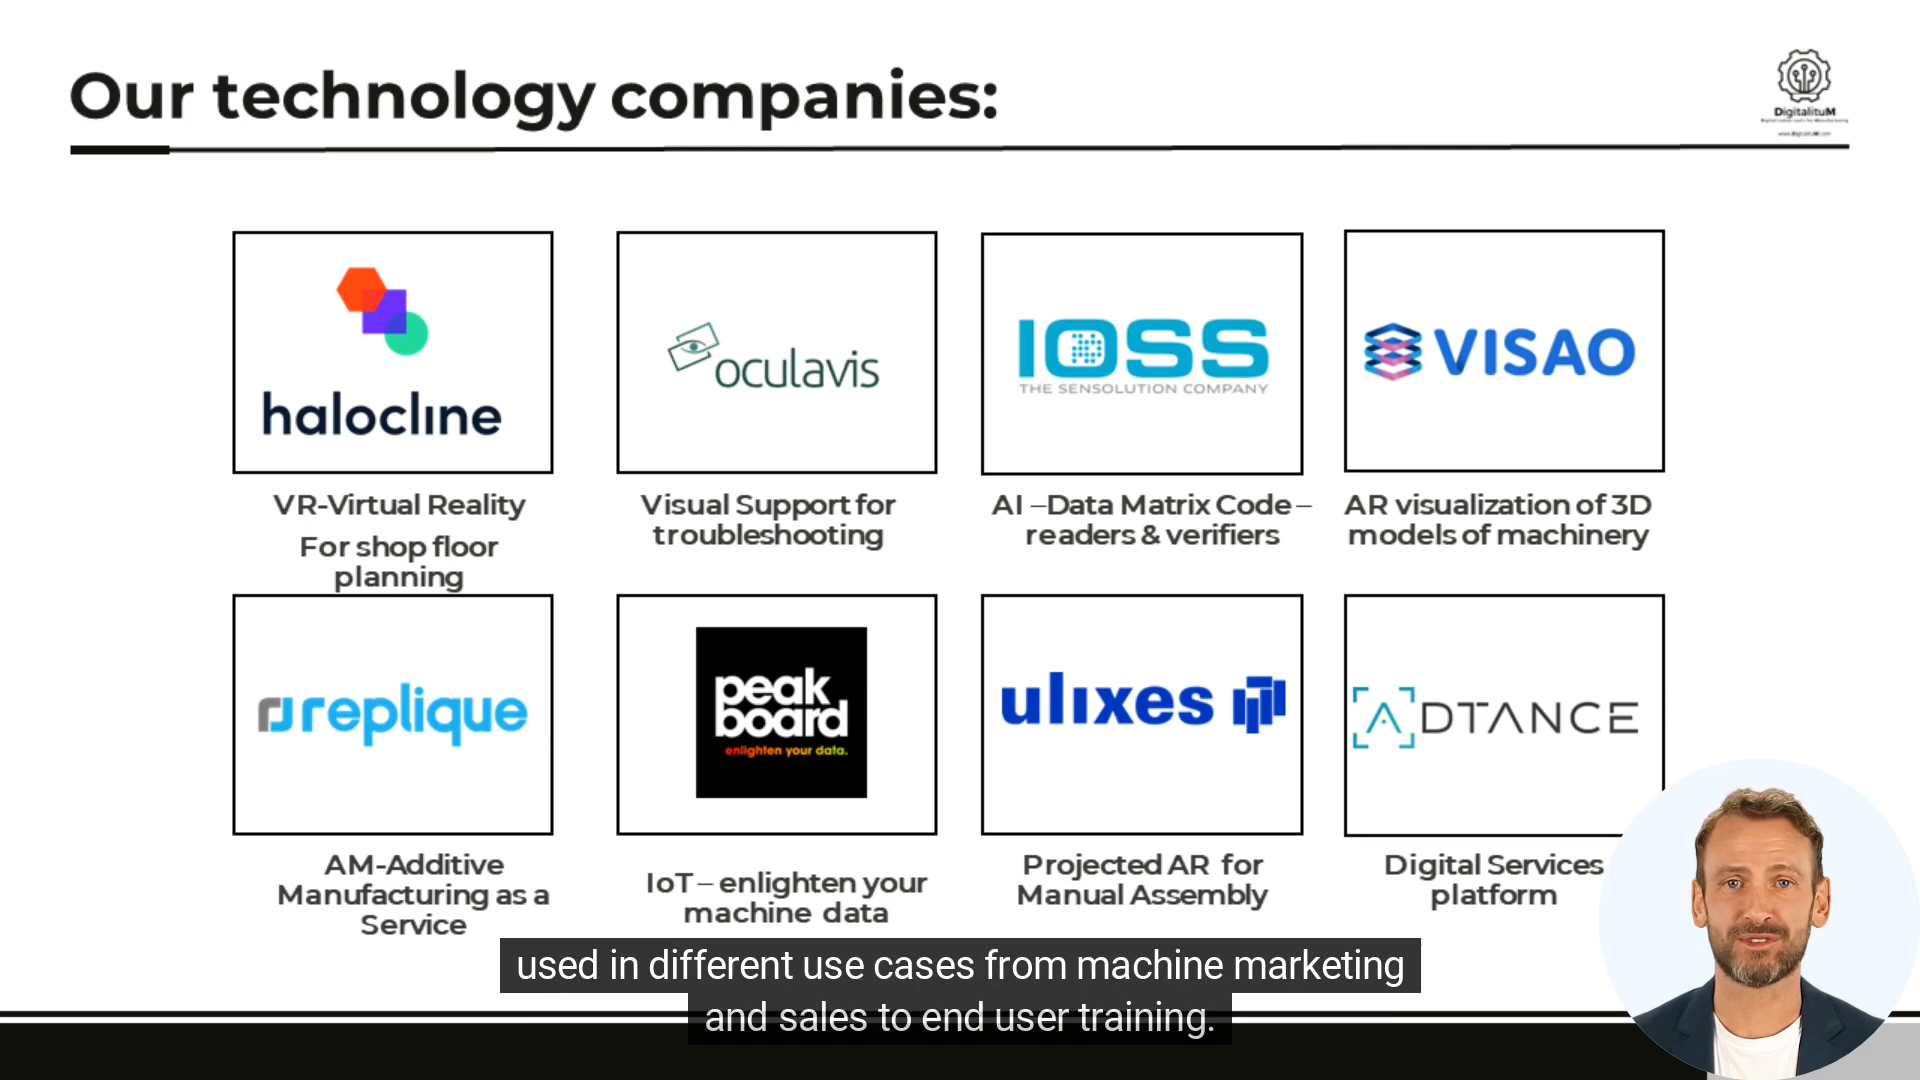 Our technology companies:
DigitalituM
halocline
oculavis
IOSS
THE SENSOLUTION COMPANY
VISAO
VR-Virtual Reality
For shop floor
planning
Visual Support for
troubleshooting
AI –Data Matrix Code –
readers & verifiers
AR visualization of 3D
models of machinery
replique
peak
board
enlighten your data.
ulixes
ADTANCE
AM-Additive
Manufacturing as a
Service
IoT – enlighten your
machine data
Projected AR for
Manual Assembly
Digital Services
platform
used in different use cases from machine marketing
and sales to end user training.